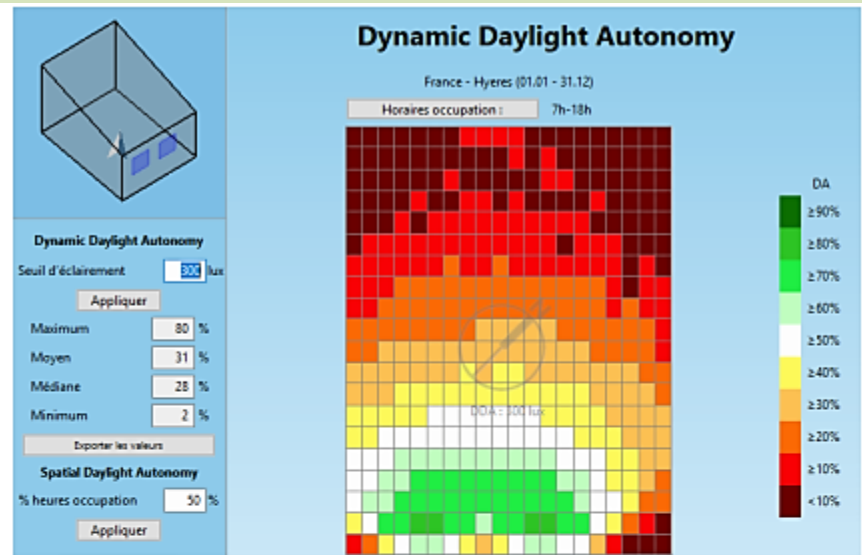 Dynamic Daylight Autonomy
France - Hyeres (01.01 - 31.12)
Horaires occupation : 7h-18h
Dynamic Daylight Autonomy
Seuil d'éclairement 300 lux
Appliquer
Maximum 80 %
Moyen 31 %
Médiane 28 %
Minimum 2 %
Exporter les valeurs
Spatial Daylight Autonomy
% heures occupation 50 %
Appliquer
DDA : 300 lux
DA
≥90%
≥80%
≥70%
≥60%
≥50%
≥40%
≥30%
≥20%
≥10%
<10%